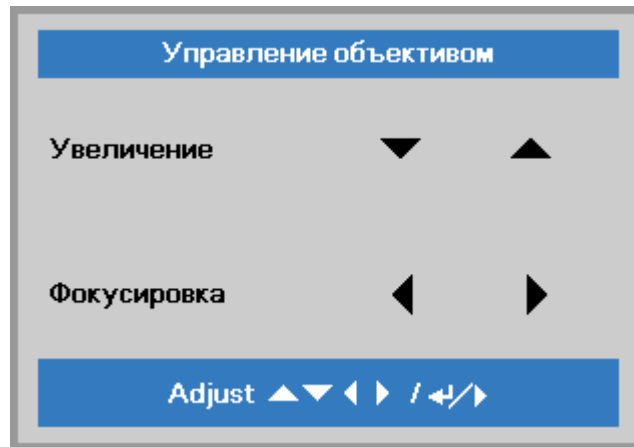 Управление объективом
Увеличение ▼ ▲
Фокусировка ◀ ▶
Adjust ▲▼◀ ▶ / ↵/▶